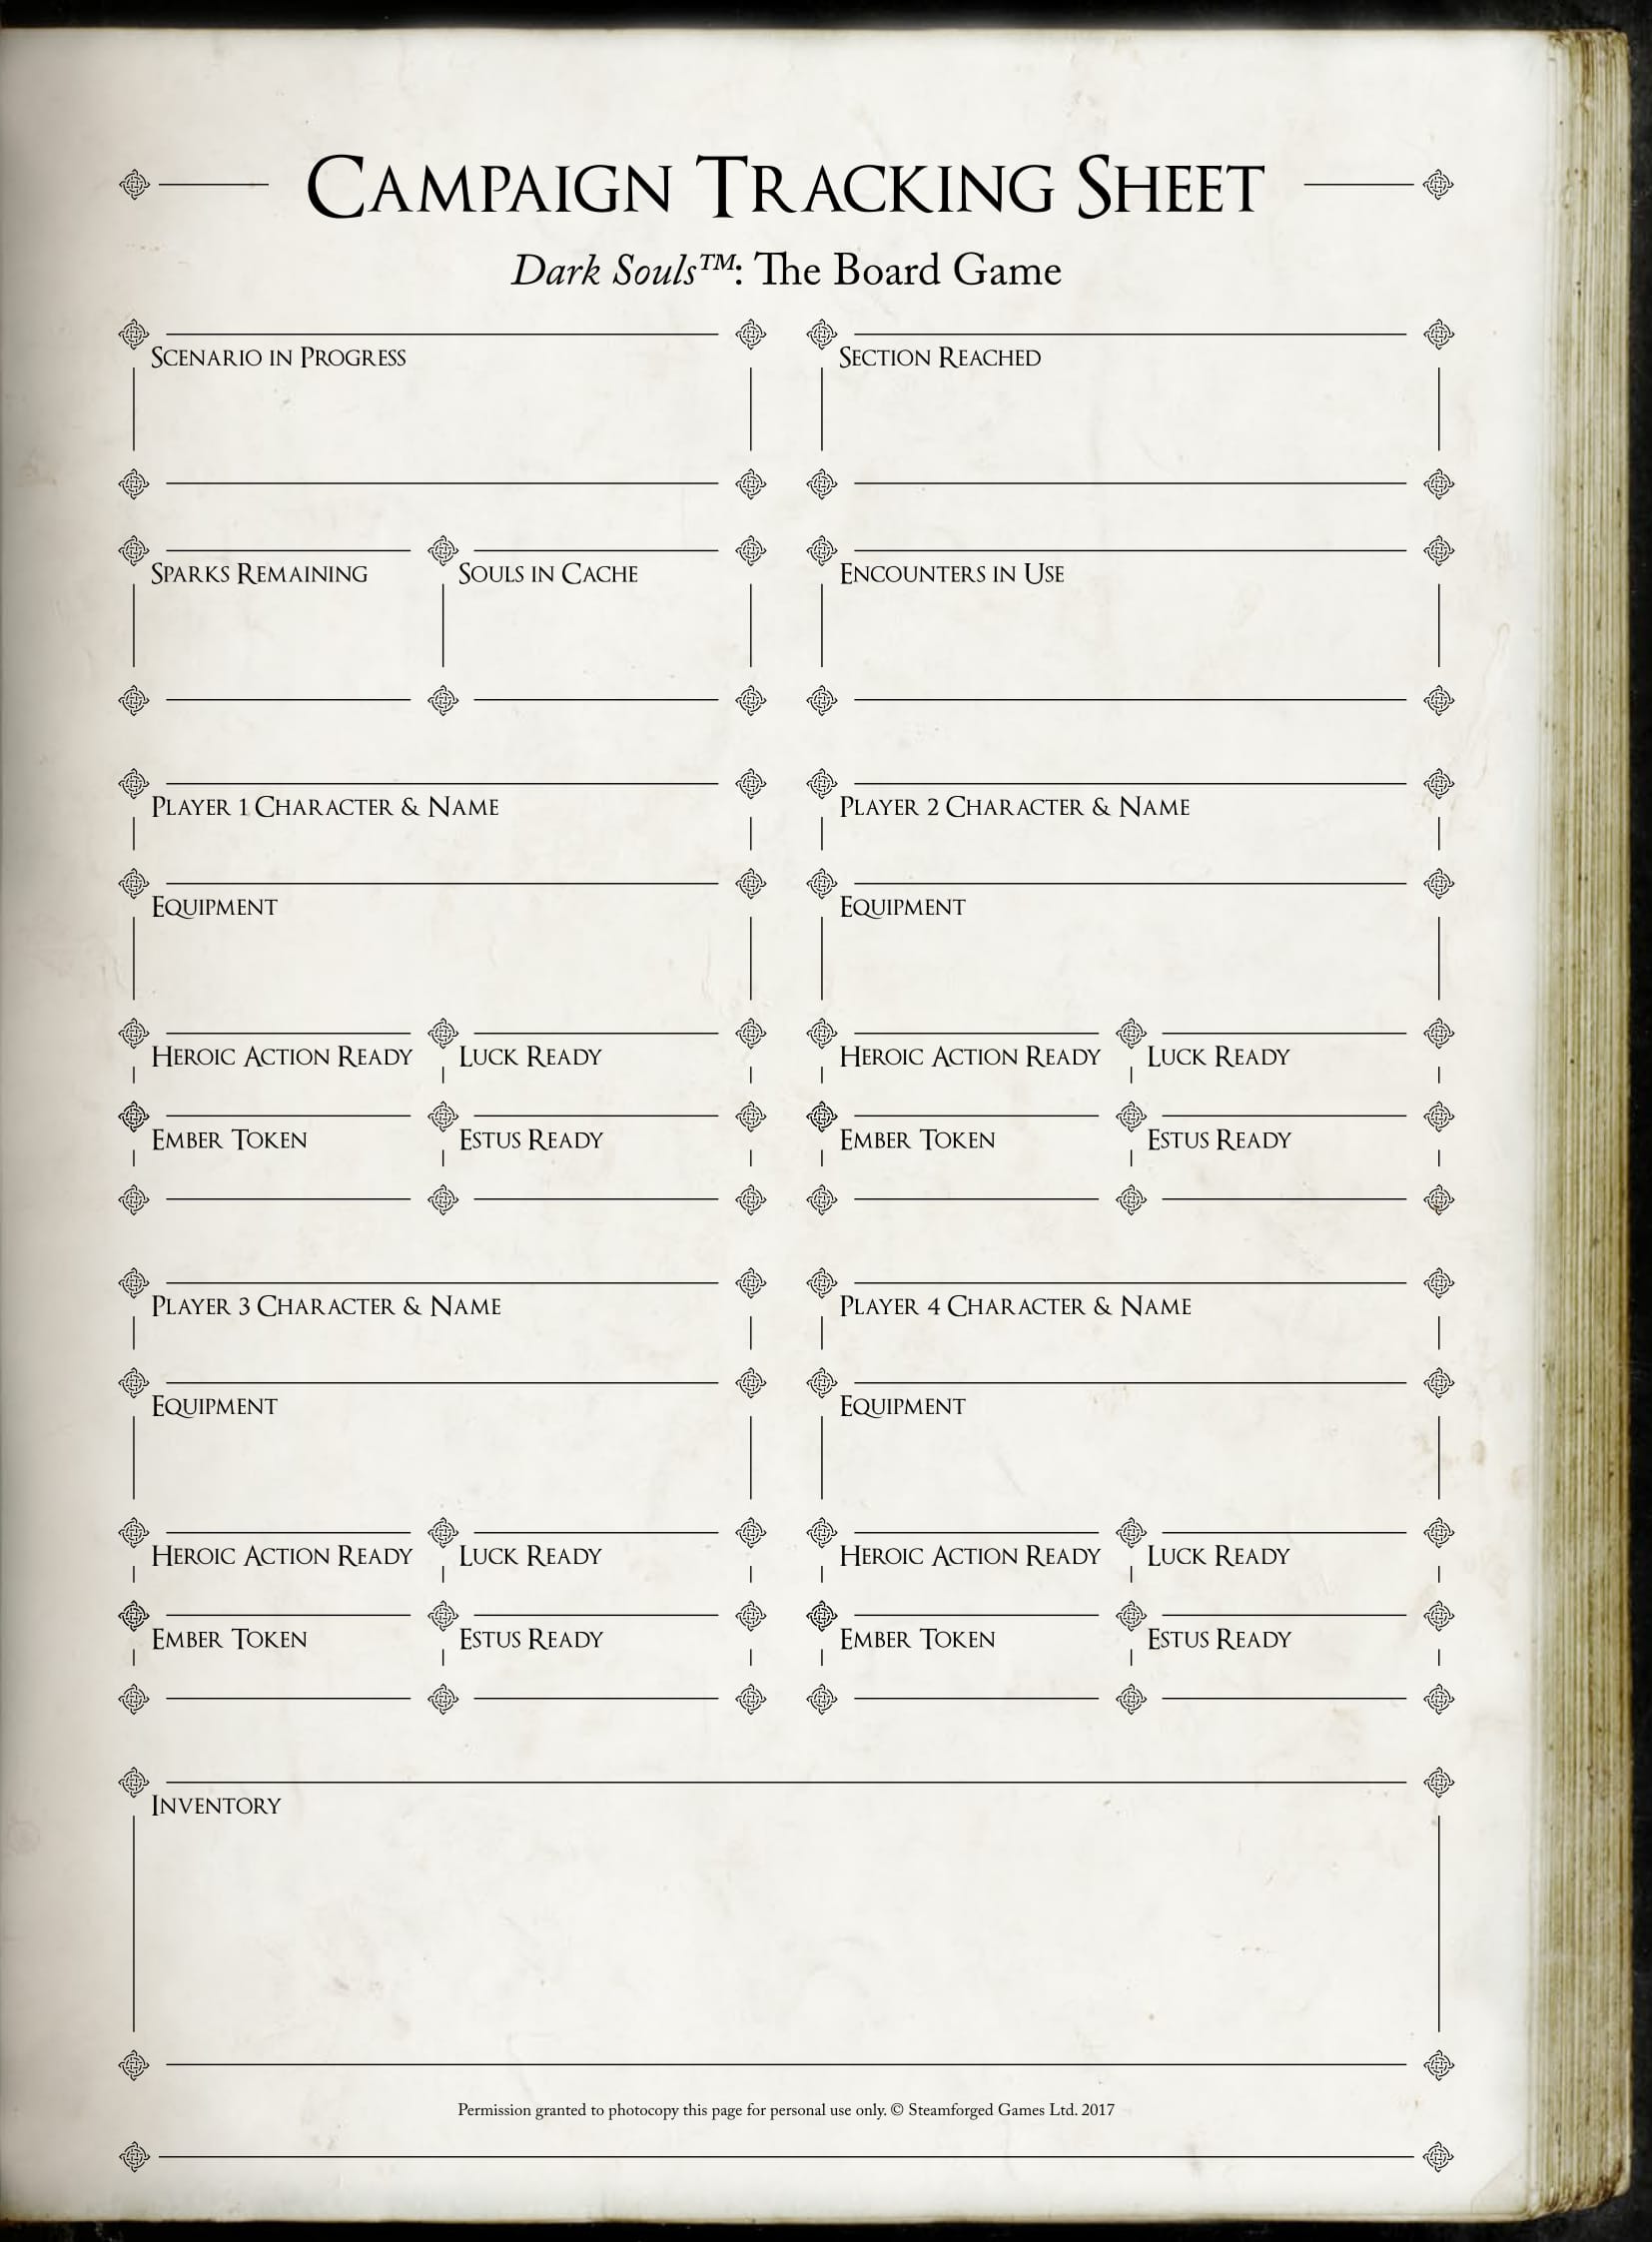 Campaign Tracking Sheet
Dark Souls™: The Board Game
Scenario in Progress
Section Reached
Sparks Remaining
Souls in Cache
Encounters in Use
Player 1 Character & Name
Equipment
Heroic Action Ready
Luck Ready
Ember Token
Estus Ready
Player 2 Character & Name
Equipment
Heroic Action Ready
Luck Ready
Ember Token
Estus Ready
Player 3 Character & Name
Equipment
Heroic Action Ready
Luck Ready
Ember Token
Estus Ready
Player 4 Character & Name
Equipment
Heroic Action Ready
Luck Ready
Ember Token
Estus Ready
Inventory
Permission granted to photocopy this page for personal use only. © Steamforged Games Ltd. 2017